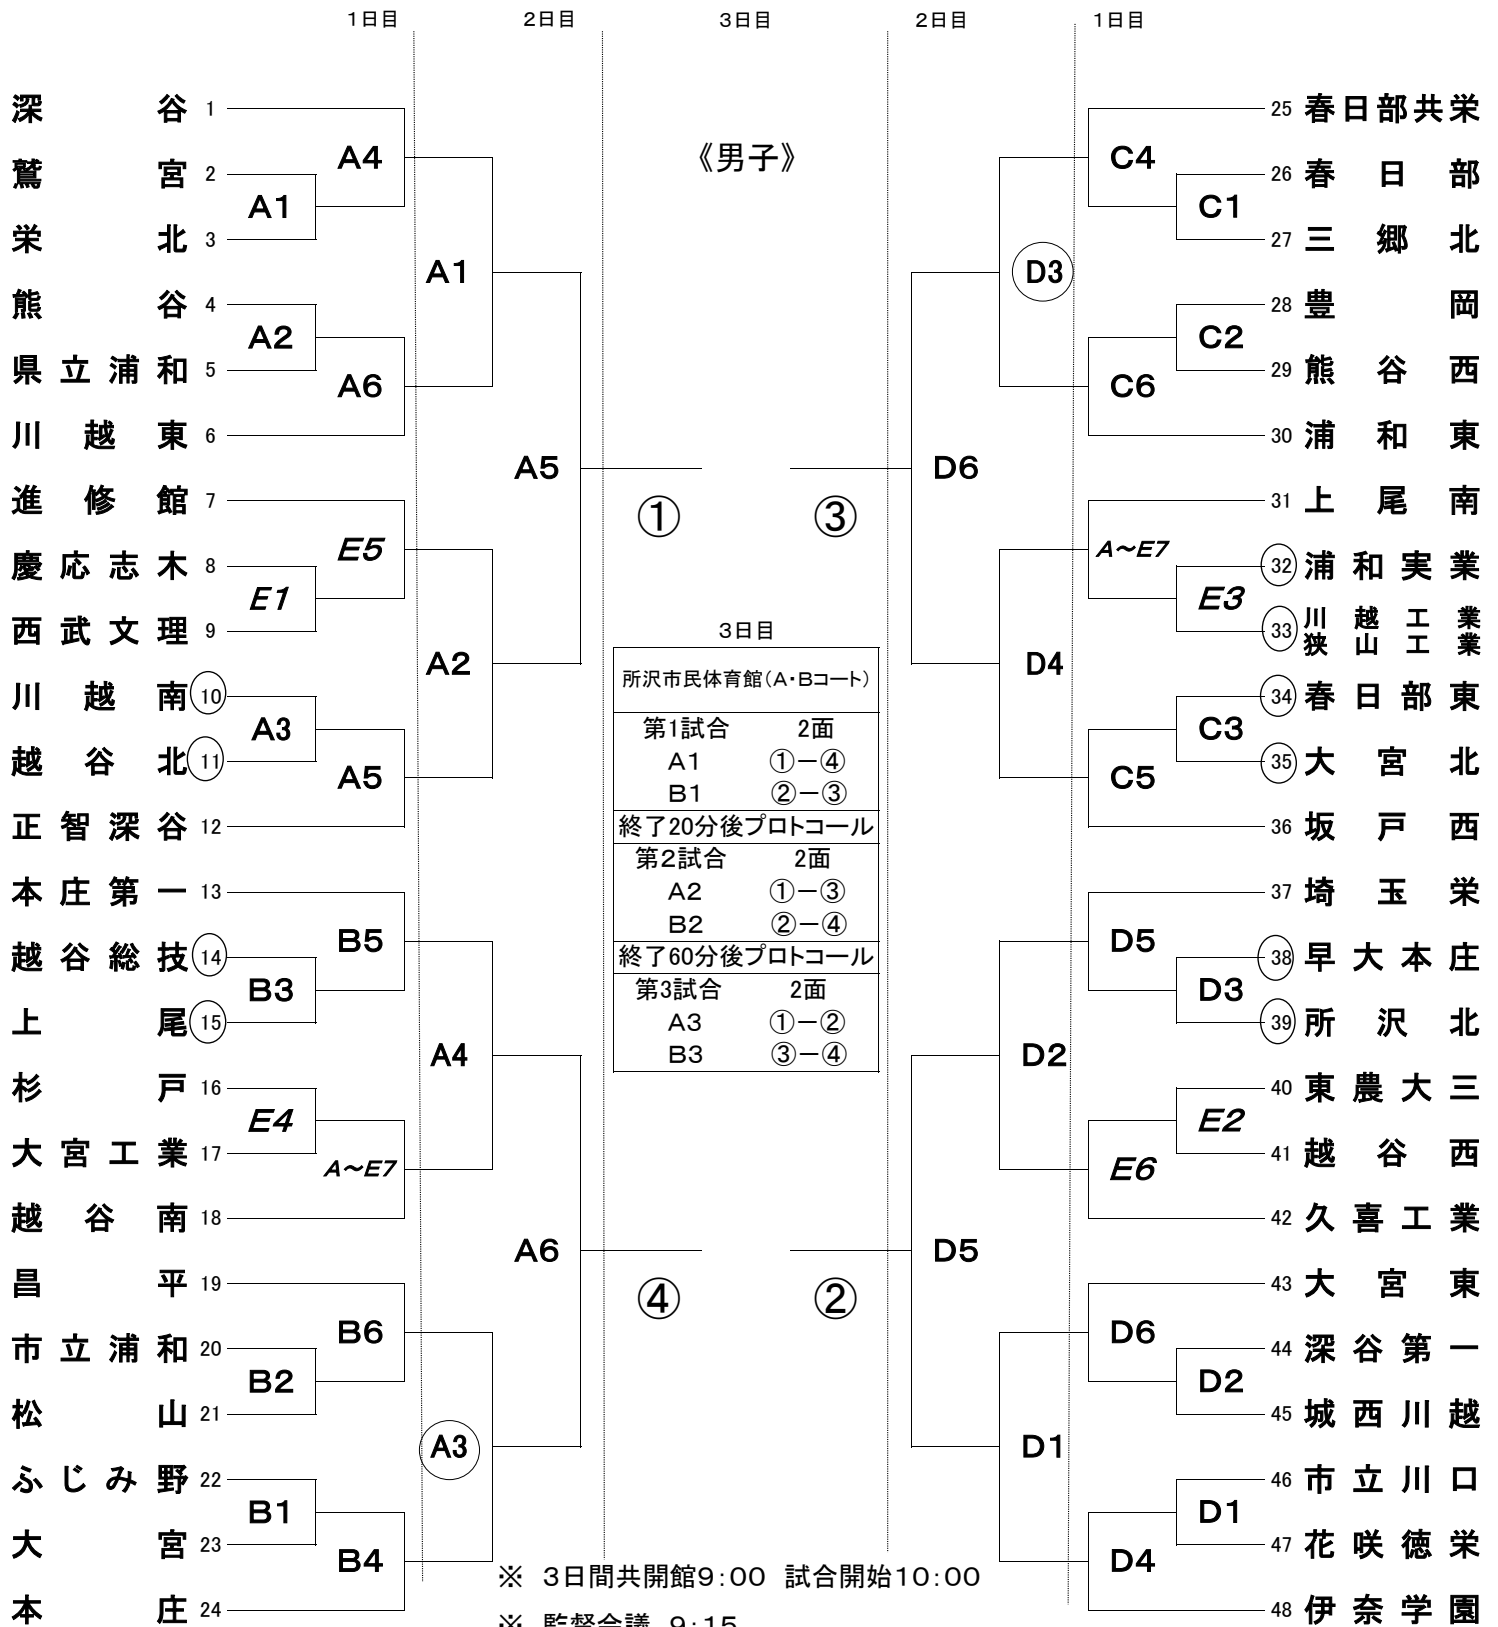 1日目 2日目 3日目 2日目 1日目
《男子》
深谷 1
鷲宮 2
栄北 3
熊谷 4
県立浦和 5
川越東 6
進修館 7
慶応志木 8
西武文理 9
川越南 10
越谷北 11
正智深谷 12
本庄第一 13
越谷総技 14
上尾 15
杉戸 16
大宮工業 17
越谷南 18
昌平 19
市立浦和 20
松山 21
ふじみ野 22
大宮 23
本庄 24
A4
A1
A2
A6
E5
E1
A3
A5
B5
B3
E4
A～E7
B6
B2
B1
B4
A1
A2
A4
A3
A5
A6
①
④
3日目
所沢市民体育館（A・Bコート）
第1試合 2面
A1 ①－④
B1 ②－③
終了20分後プロトコール
第2試合 2面
A2 ①－③
B2 ②－④
終了60分後プロトコール
第3試合 2面
A3 ①－②
B3 ③－④
③
②
D6
D5
D3
D4
D2
D1
C4
C1
C2
C6
A～E7
E3
C3
C5
D5
D3
E2
E6
D6
D2
D1
D4
25 春日部共栄
26 春日部
27 三郷北
28 豊岡
29 熊谷西
30 浦和東
31 上尾南
32 浦和実業
33 川越工業
狭山工業
34 春日部東
35 大宮北
36 坂戸西
37 埼玉栄
38 早大本庄
39 所沢北
40 東農大三
41 越谷西
42 久喜工業
43 大宮東
44 深谷第一
45 城西川越
46 市立川口
47 花咲徳栄
48 伊奈学園
※ 3日間共開館9:00 試合開始10:00
※ 監督会議 9:15